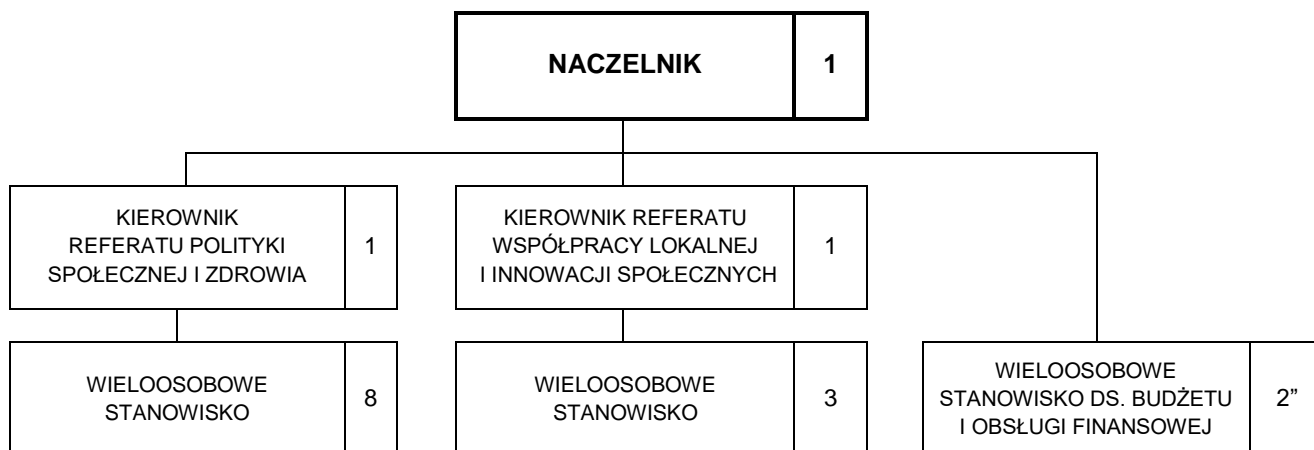 NACZELNIK 1
KIEROWNIK
REFERATU POLITYKI
SPOŁECZNEJ I ZDROWIA
1
KIEROWNIK REFERATU
WSPÓŁPRACY LOKALNEJ
I INNOWACJI SPOŁECZNYCH
1
WIELOOSOBOWE
STANOWISKO
8
WIELOOSOBOWE
STANOWISKO
3
WIELOOSOBOWE
STANOWISKO DS. BUDŻETU
I OBSŁUGI FINANSOWEJ
2”